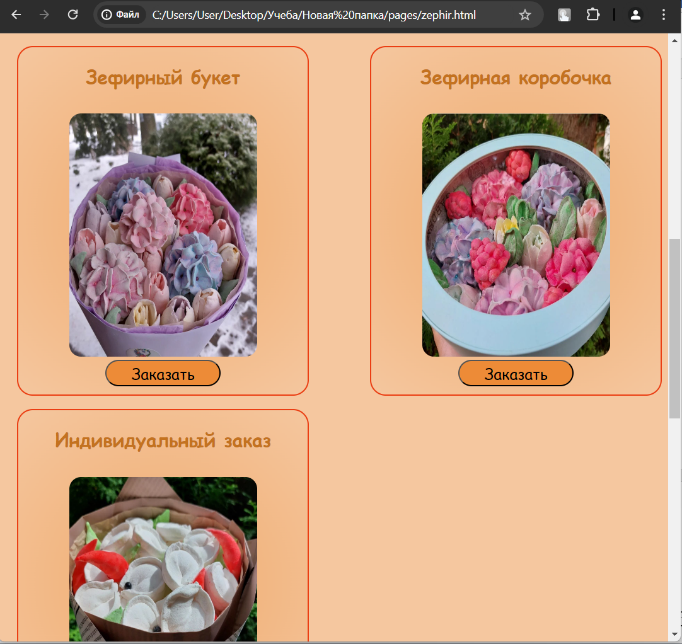 Файл C:/Users/User/Desktop/Учеба/Новая%20папка/pages/zephir.html
Зефирный букет
Зефирная коробочка
Заказать
Заказать
Индивидуальный заказ